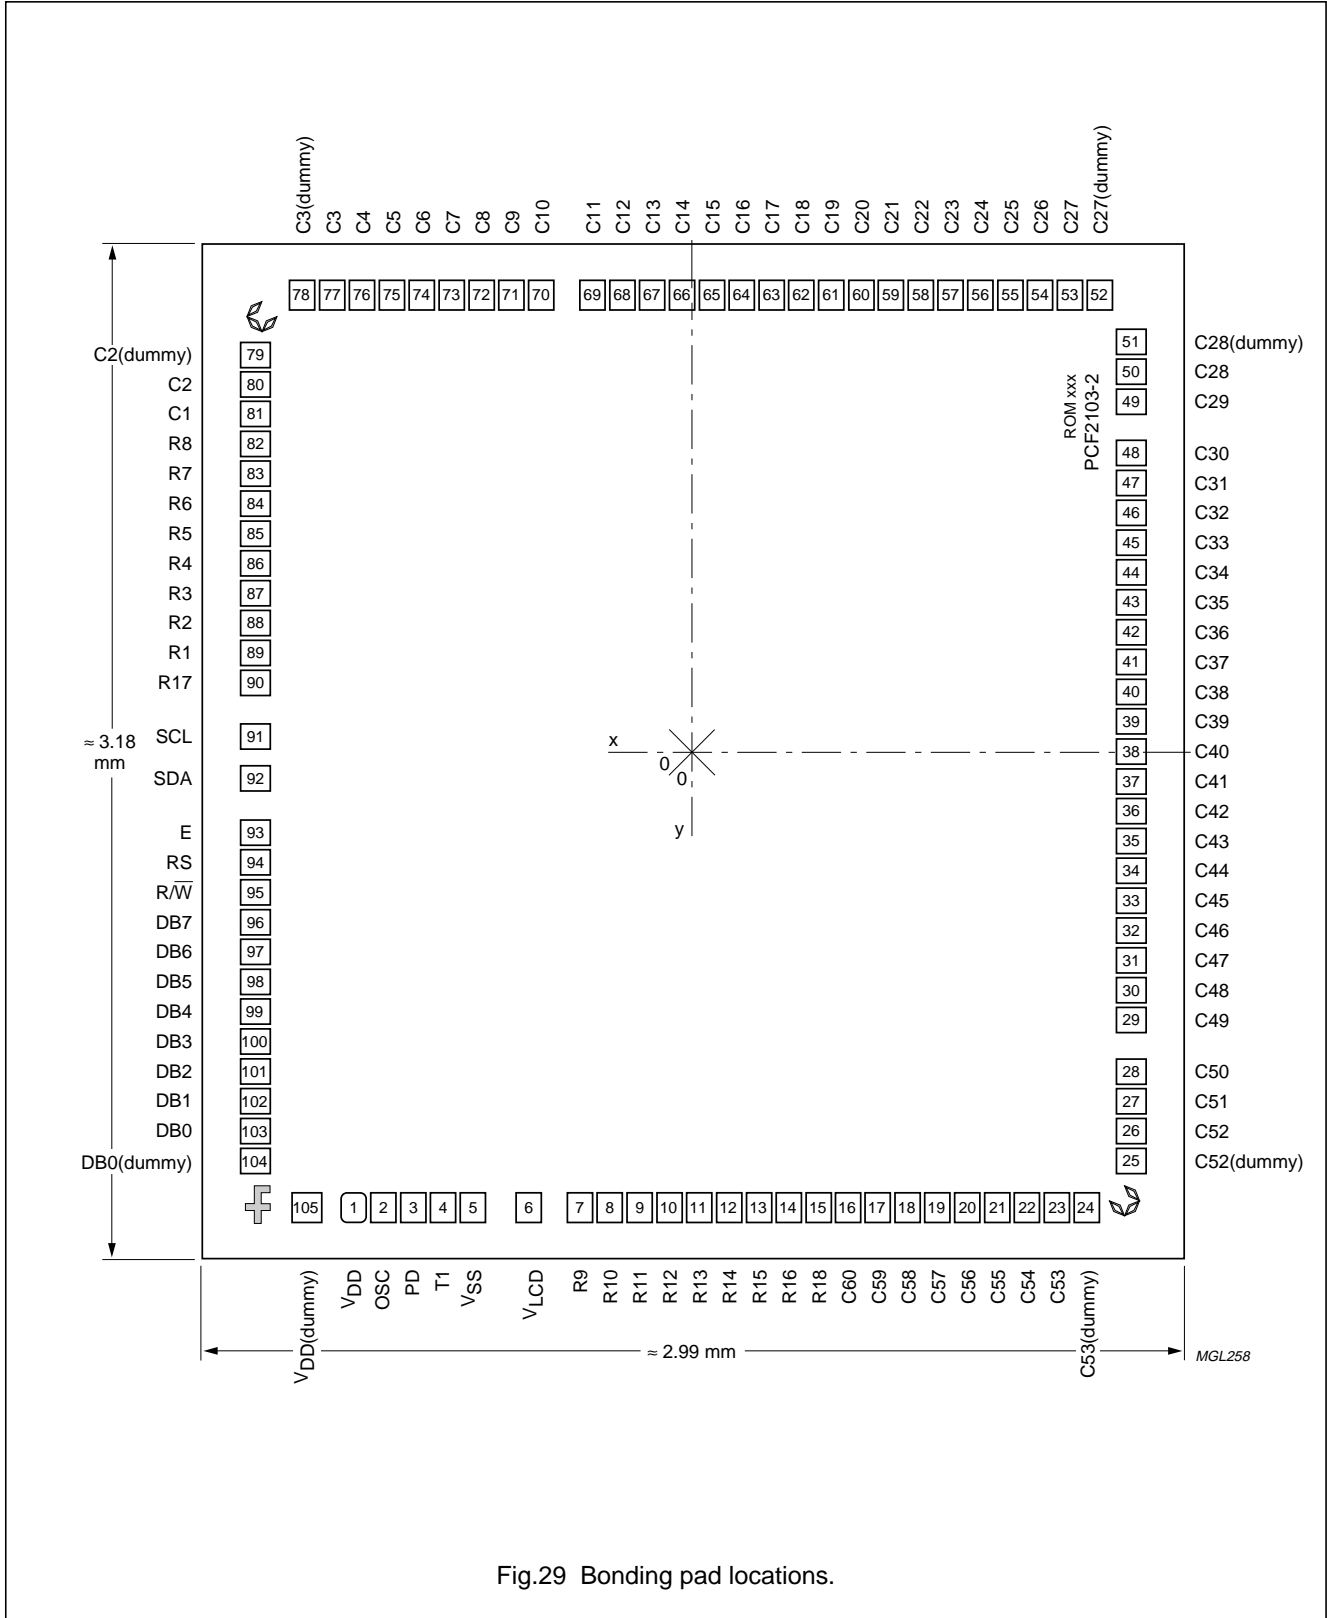 C3(dummy) C3 C4 C5 C6 C7 C8 C9 C10 C11 C12 C13 C14 C15 C16 C17 C18 C19 C20 C21 C22 C23 C24 C25 C26 C27 C27(dummy)
78 77 76 75 74 73 72 71 70 69 68 67 66 65 64 63 62 61 60 59 58 57 56 55 54 53 52
51 C28(dummy)
C2(dummy) 79
50 C28
C2 80
49 C29
C1 81
ROM xxx
PCF2103-2
R8 82
48 C30
R7 83
47 C31
R6 84
46 C32
R5 85
45 C33
R4 86
44 C34
R3 87
43 C35
R2 88
42 C36
R1 89
41 C37
R17 90
40 C38
39 C39
SCL 91
≈ 3.18
mm
x
38 C40
0
0
SDA 92
37 C41
36 C42
y
E 93
35 C43
RS 94
34 C44
R/W̅ 95
33 C45
DB7 96
32 C46
DB6 97
31 C47
DB5 98
30 C48
DB4 99
29 C49
DB3 100
DB2 101
28 C50
DB1 102
27 C51
DB0 103
26 C52
DB0(dummy) 104
25 C52(dummy)
105 1 2 3 4 5 6 7 8 9 10 11 12 13 14 15 16 17 18 19 20 21 22 23 24
VDD(dummy) VDD OSC PD T1 VSS VLCD R9 R10 R11 R12 R13 R14 R15 R16 R18 C60 C59 C58 C57 C56 C55 C54 C53 C53(dummy)
≈ 2.99 mm
MGL258
Fig.29 Bonding pad locations.